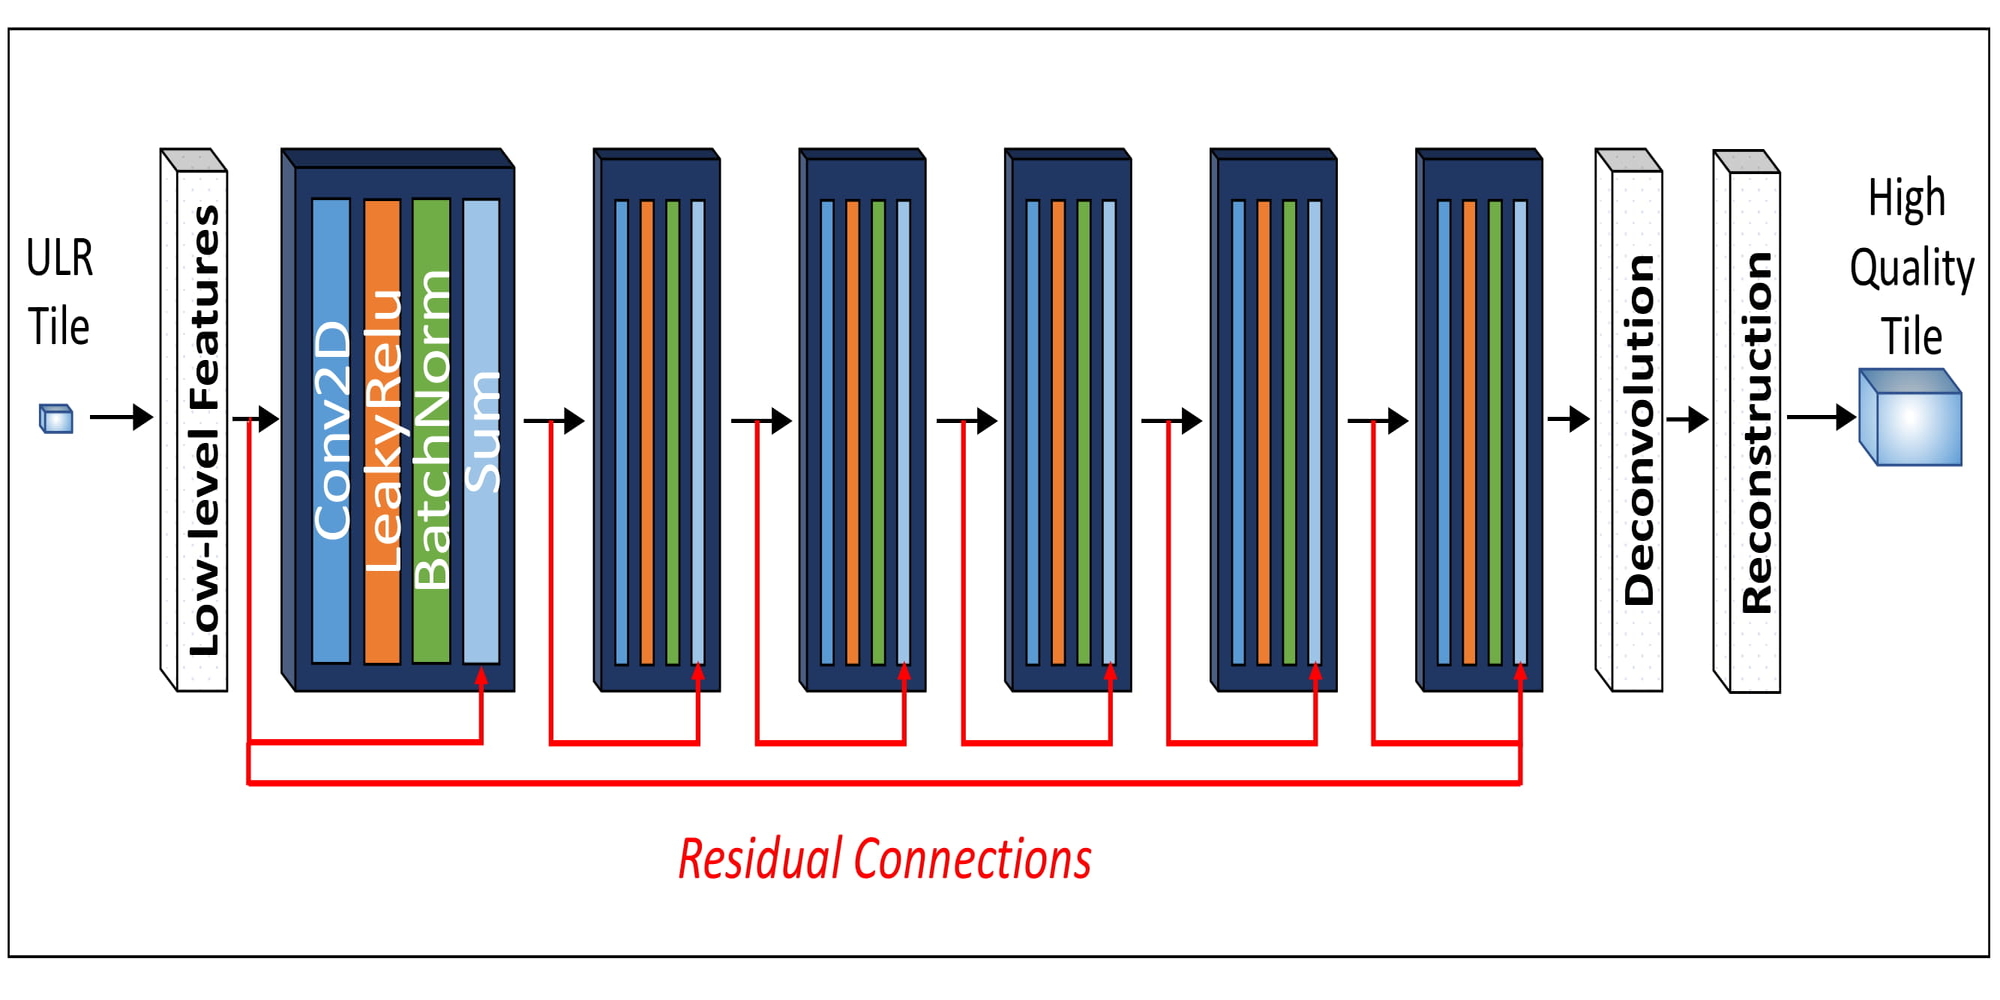 ULR
Tile
Low-level Features
Conv2D
LeakyRelu
BatchNorm
Sum
Deconvolution
Reconstruction
High
Quality
Tile
Residual Connections